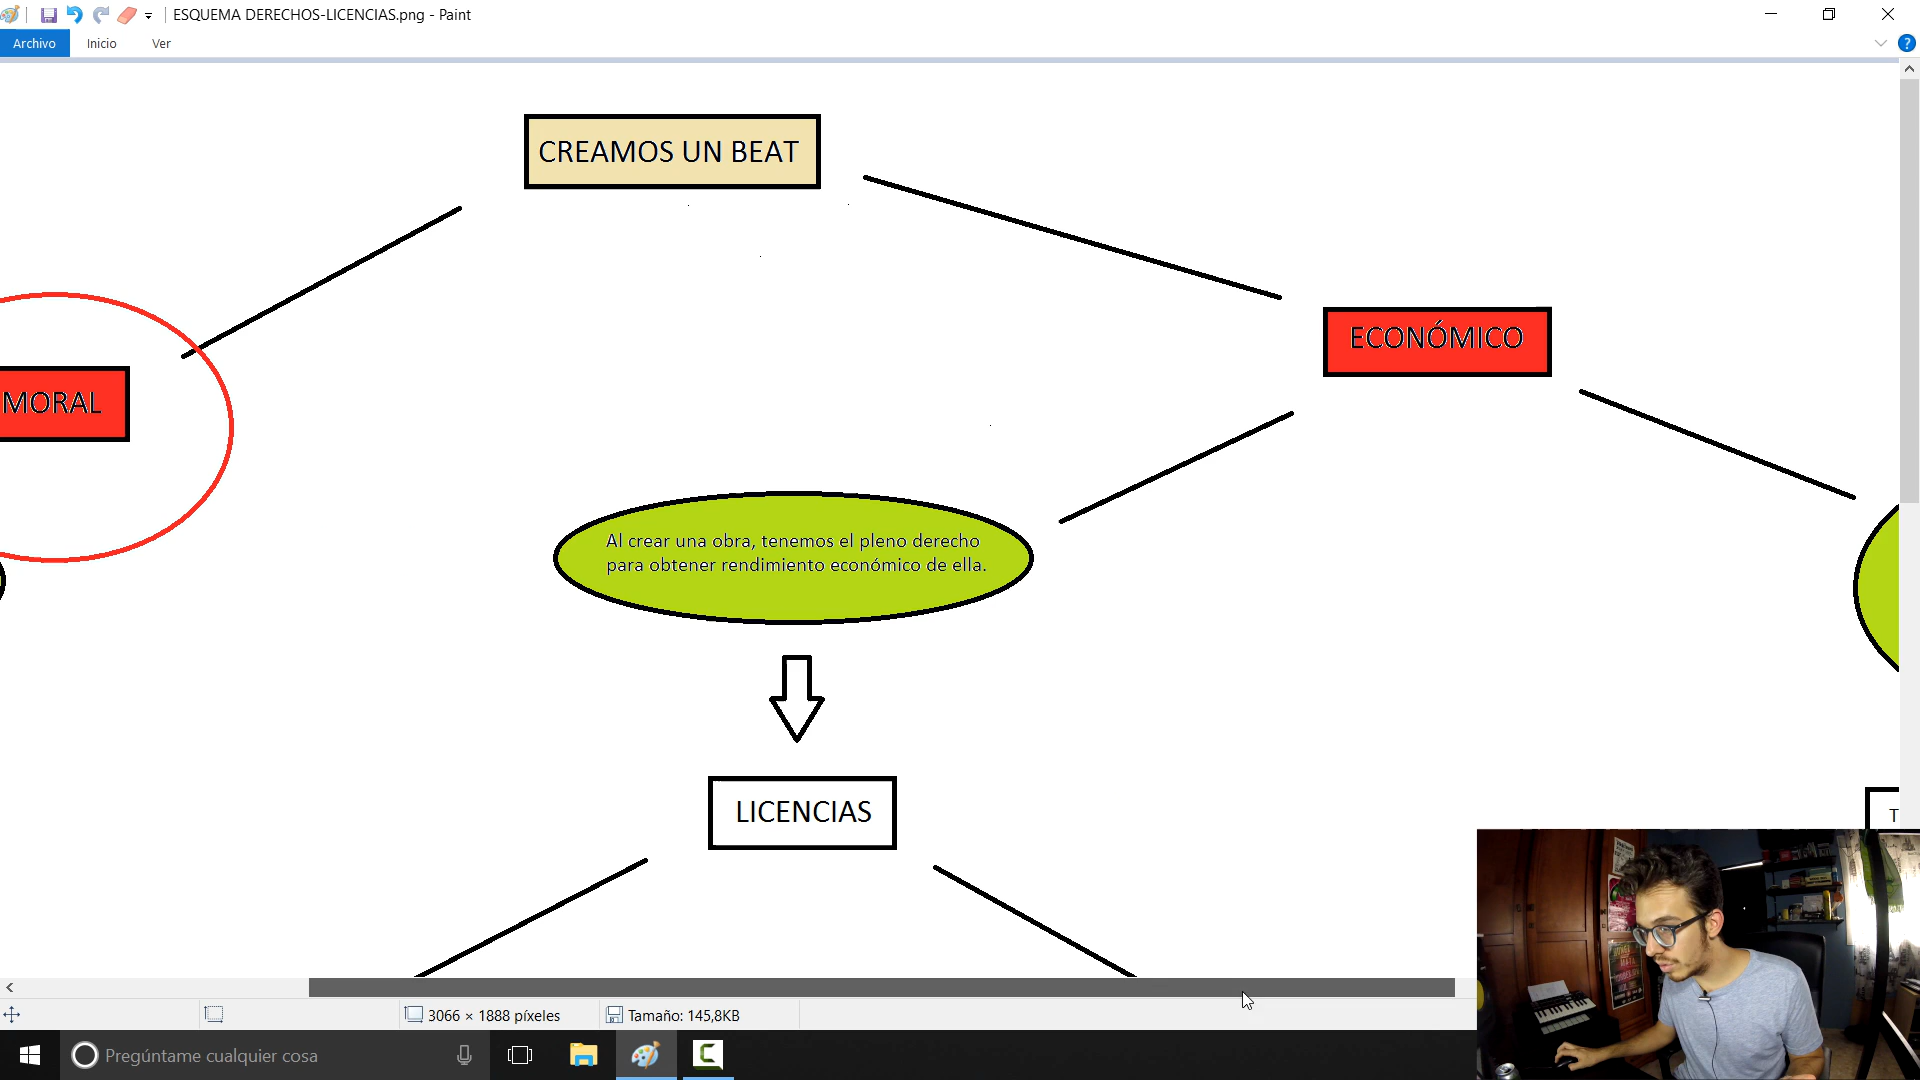 ESQUEMA DERECHOS-LICENCIAS.png - Paint
Archivo
Inicio
Ver
CREAMOS UN BEAT
ECONÓMICO
MORAL
Al crear una obra, tenemos el pleno derecho
para obtener rendimiento económico de ella.
LICENCIAS
T
3066 × 1888 píxeles
Tamaño: 145,8KB
Pregúntame cualquier cosa